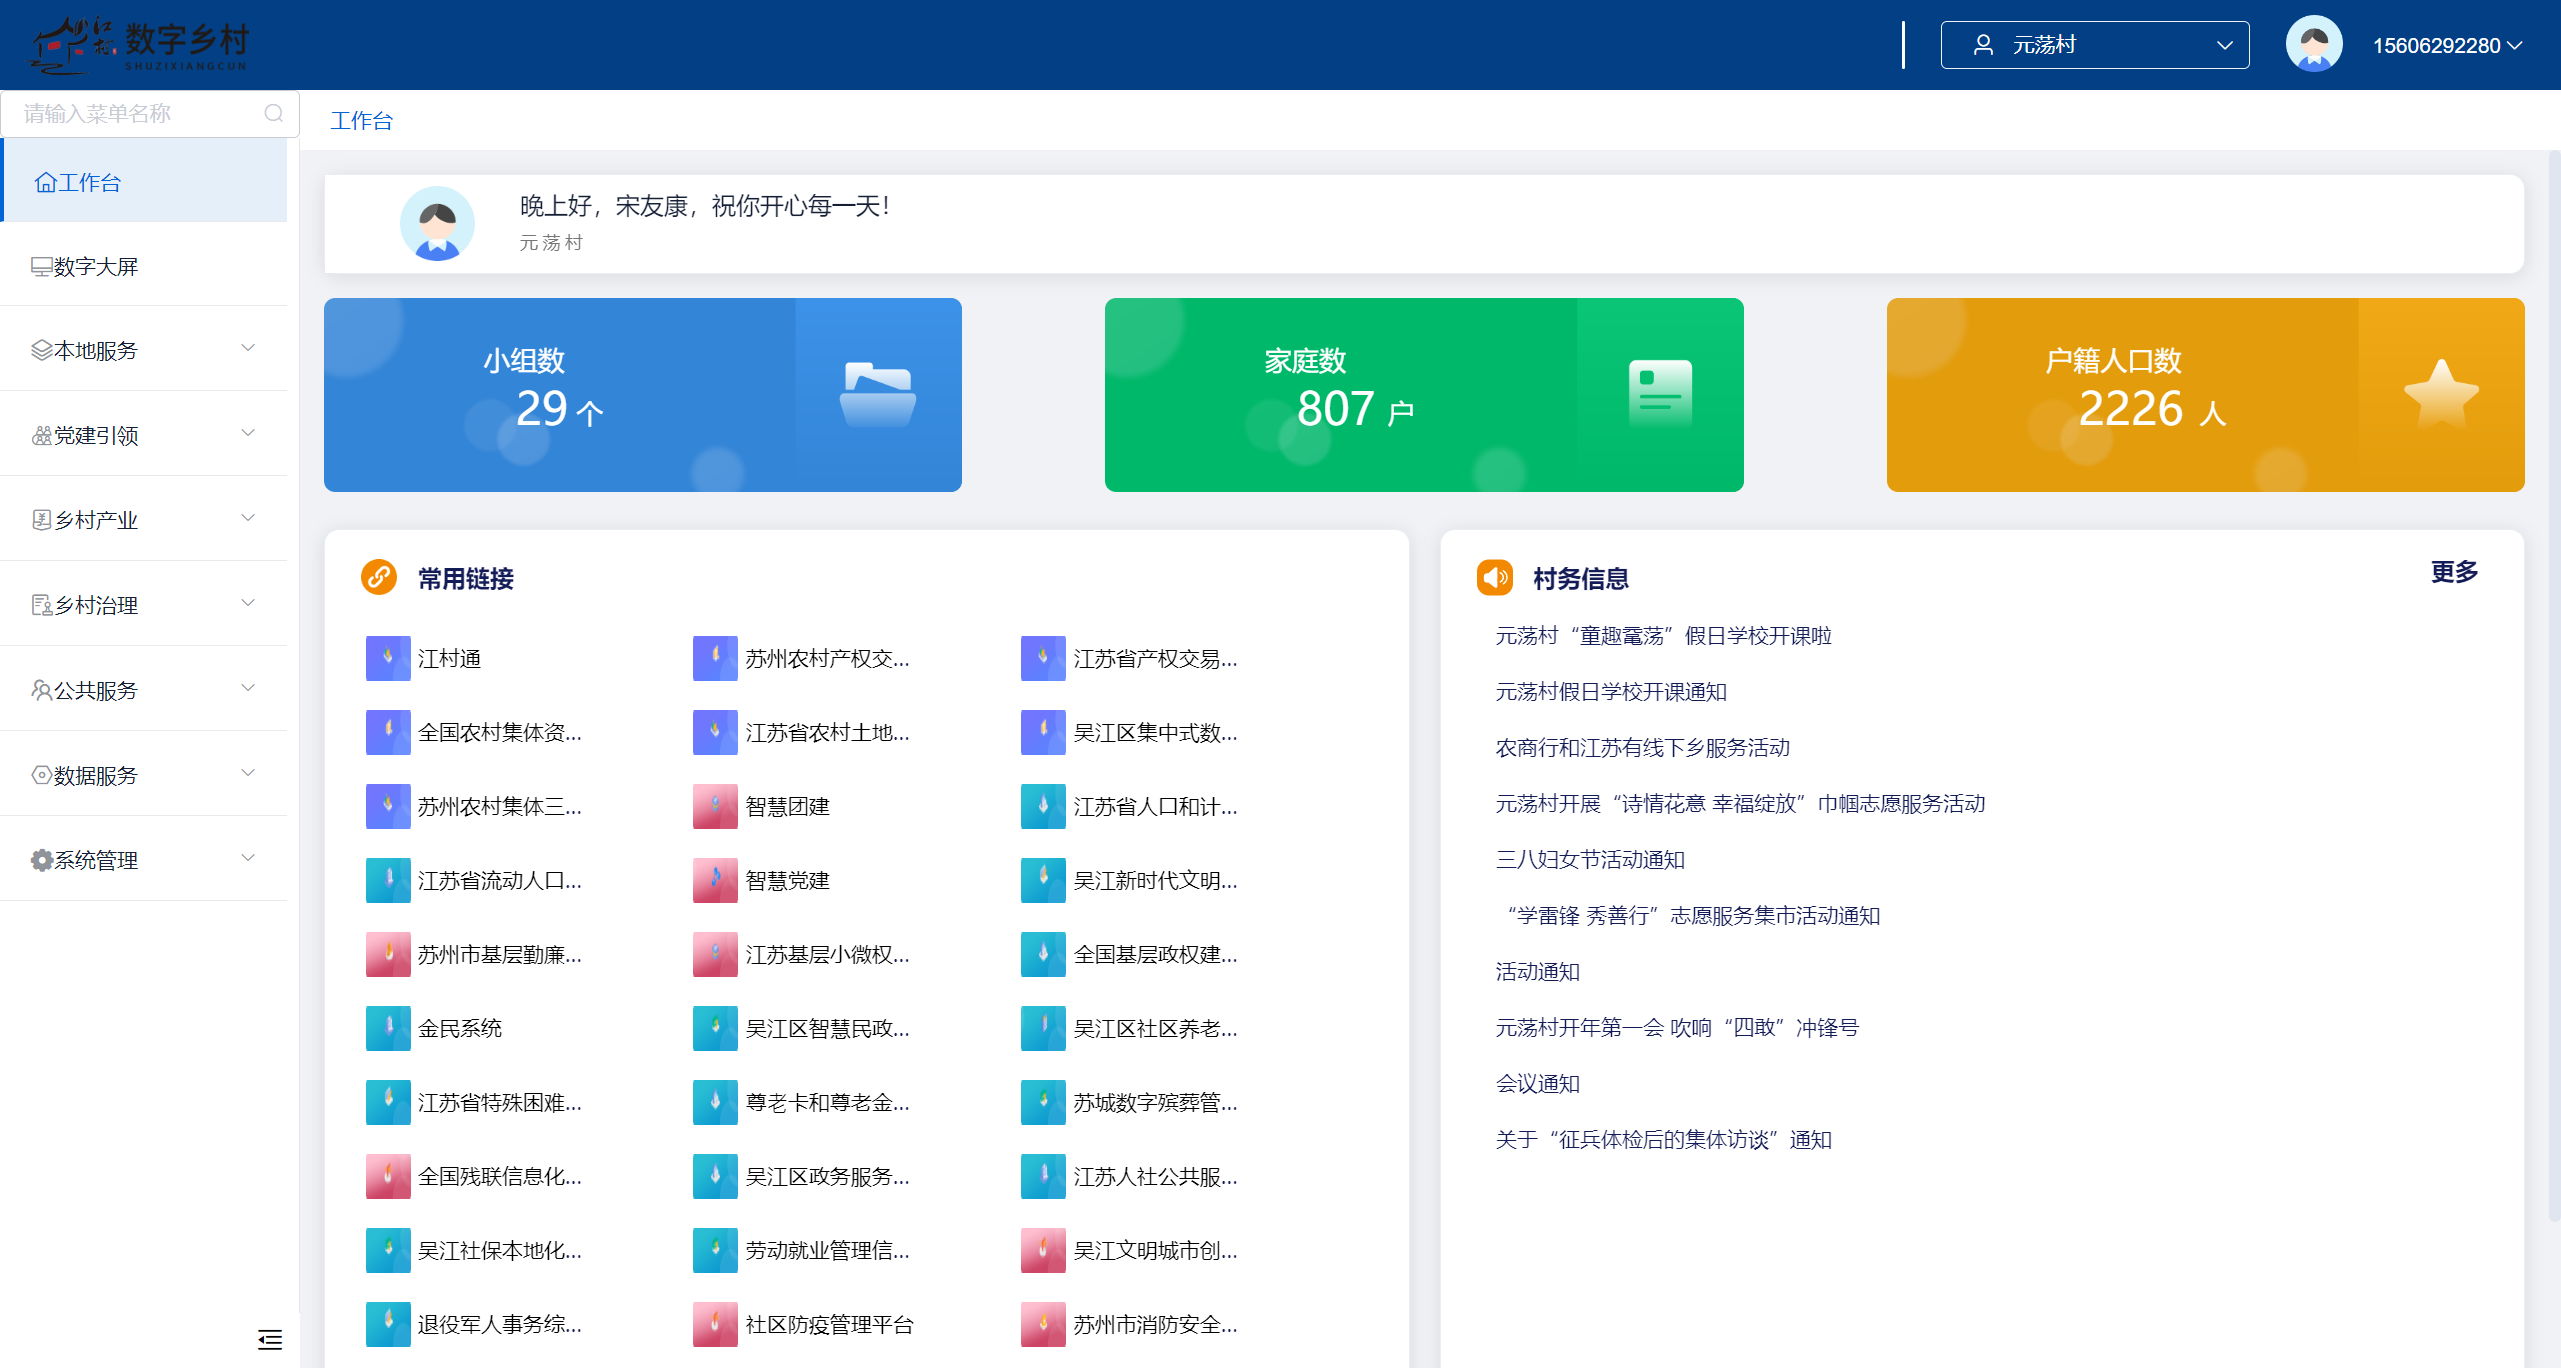 江村 数字乡村
SHUZIXIANGCUN
元荡村
15606292280
请输入菜单名称
工作台
工作台
数字大屏
本地服务
党建引领
乡村产业
乡村治理
公共服务
数据服务
系统管理
晚上好，宋友康，祝你开心每一天！
元荡村
小组数
29 个
家庭数
807 户
户籍人口数
2226 人
常用链接
江村通
苏州农村产权交...
江苏省产权交易...
全国农村集体资...
江苏省农村土地...
吴江区集中式数...
苏州农村集体三...
智慧团建
江苏省人口和计...
江苏省流动人口...
智慧党建
吴江新时代文明...
苏州市基层勤廉...
江苏基层小微权...
全国基层政权建...
金民系统
吴江区智慧民政...
吴江区社区养老...
江苏省特殊困难...
尊老卡和尊老金...
苏城数字殡葬管...
全国残联信息化...
吴江区政务服务...
江苏人社公共服...
吴江社保本地化...
劳动就业管理信...
吴江文明城市创...
退役军人事务综...
社区防疫管理平台
苏州市消防安全...
村务信息
更多
元荡村“童趣鼋荡”假日学校开课啦
元荡村假日学校开课通知
农商行和江苏有线下乡服务活动
元荡村开展“诗情花意 幸福绽放”巾帼志愿服务活动
三八妇女节活动通知
“学雷锋 秀善行”志愿服务集市活动通知
活动通知
元荡村开年第一会 吹响“四敢”冲锋号
会议通知
关于“征兵体检后的集体访谈”通知